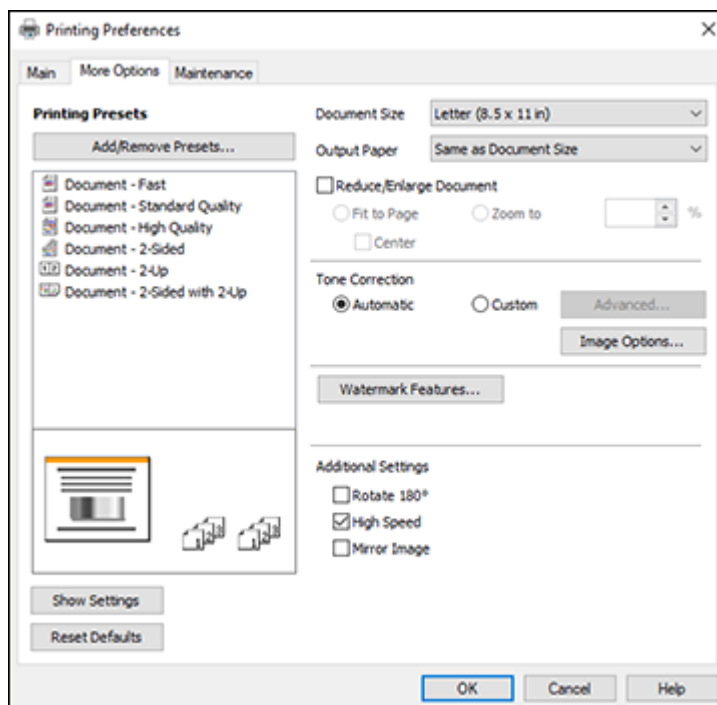 Printing Preferences
Main
More Options
Maintenance
Printing Presets
Add/Remove Presets...
Document - Fast
Document - Standard Quality
Document - High Quality
Document - 2-Sided
Document - 2-Up
Document - 2-Sided with 2-Up
Show Settings
Reset Defaults
Document Size
Letter (8.5 x 11 in)
Output Paper
Same as Document Size
Reduce/Enlarge Document
Fit to Page
Zoom to
%
Center
Tone Correction
Automatic
Custom
Advanced...
Image Options...
Watermark Features...
Additional Settings
Rotate 180°
High Speed
Mirror Image
OK
Cancel
Help